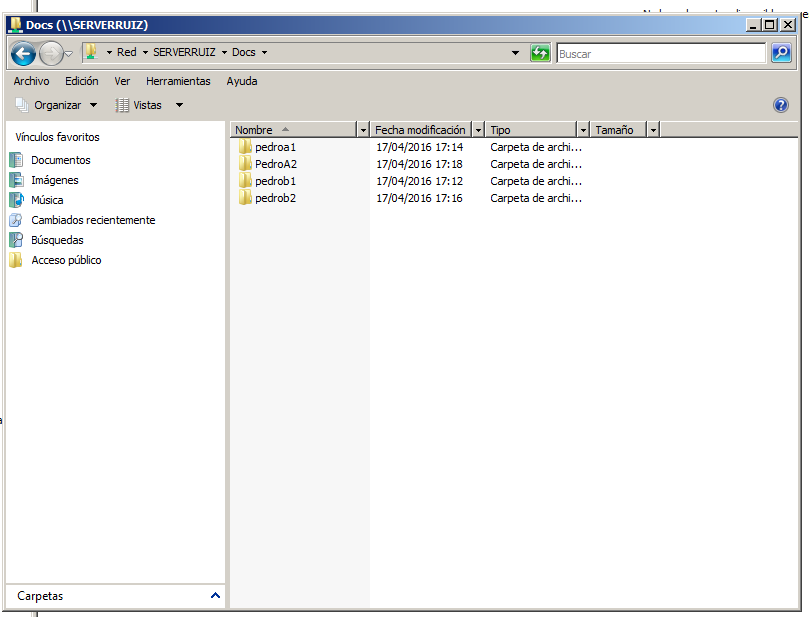 Docs (\\SERVERRUIZ)
Red SERVERRUIZ Docs Buscar
Archivo Edición Ver Herramientas Ayuda
Organizar Vistas
Vínculos favoritos
Documentos
Imágenes
Música
Cambiados recientemente
Búsquedas
Acceso público
Carpetas
Nombre Fecha modificación Tipo Tamaño
pedroa1 17/04/2016 17:14 Carpeta de archi...
PedroA2 17/04/2016 17:18 Carpeta de archi...
pedrob1 17/04/2016 17:12 Carpeta de archi...
pedrob2 17/04/2016 17:16 Carpeta de archi...